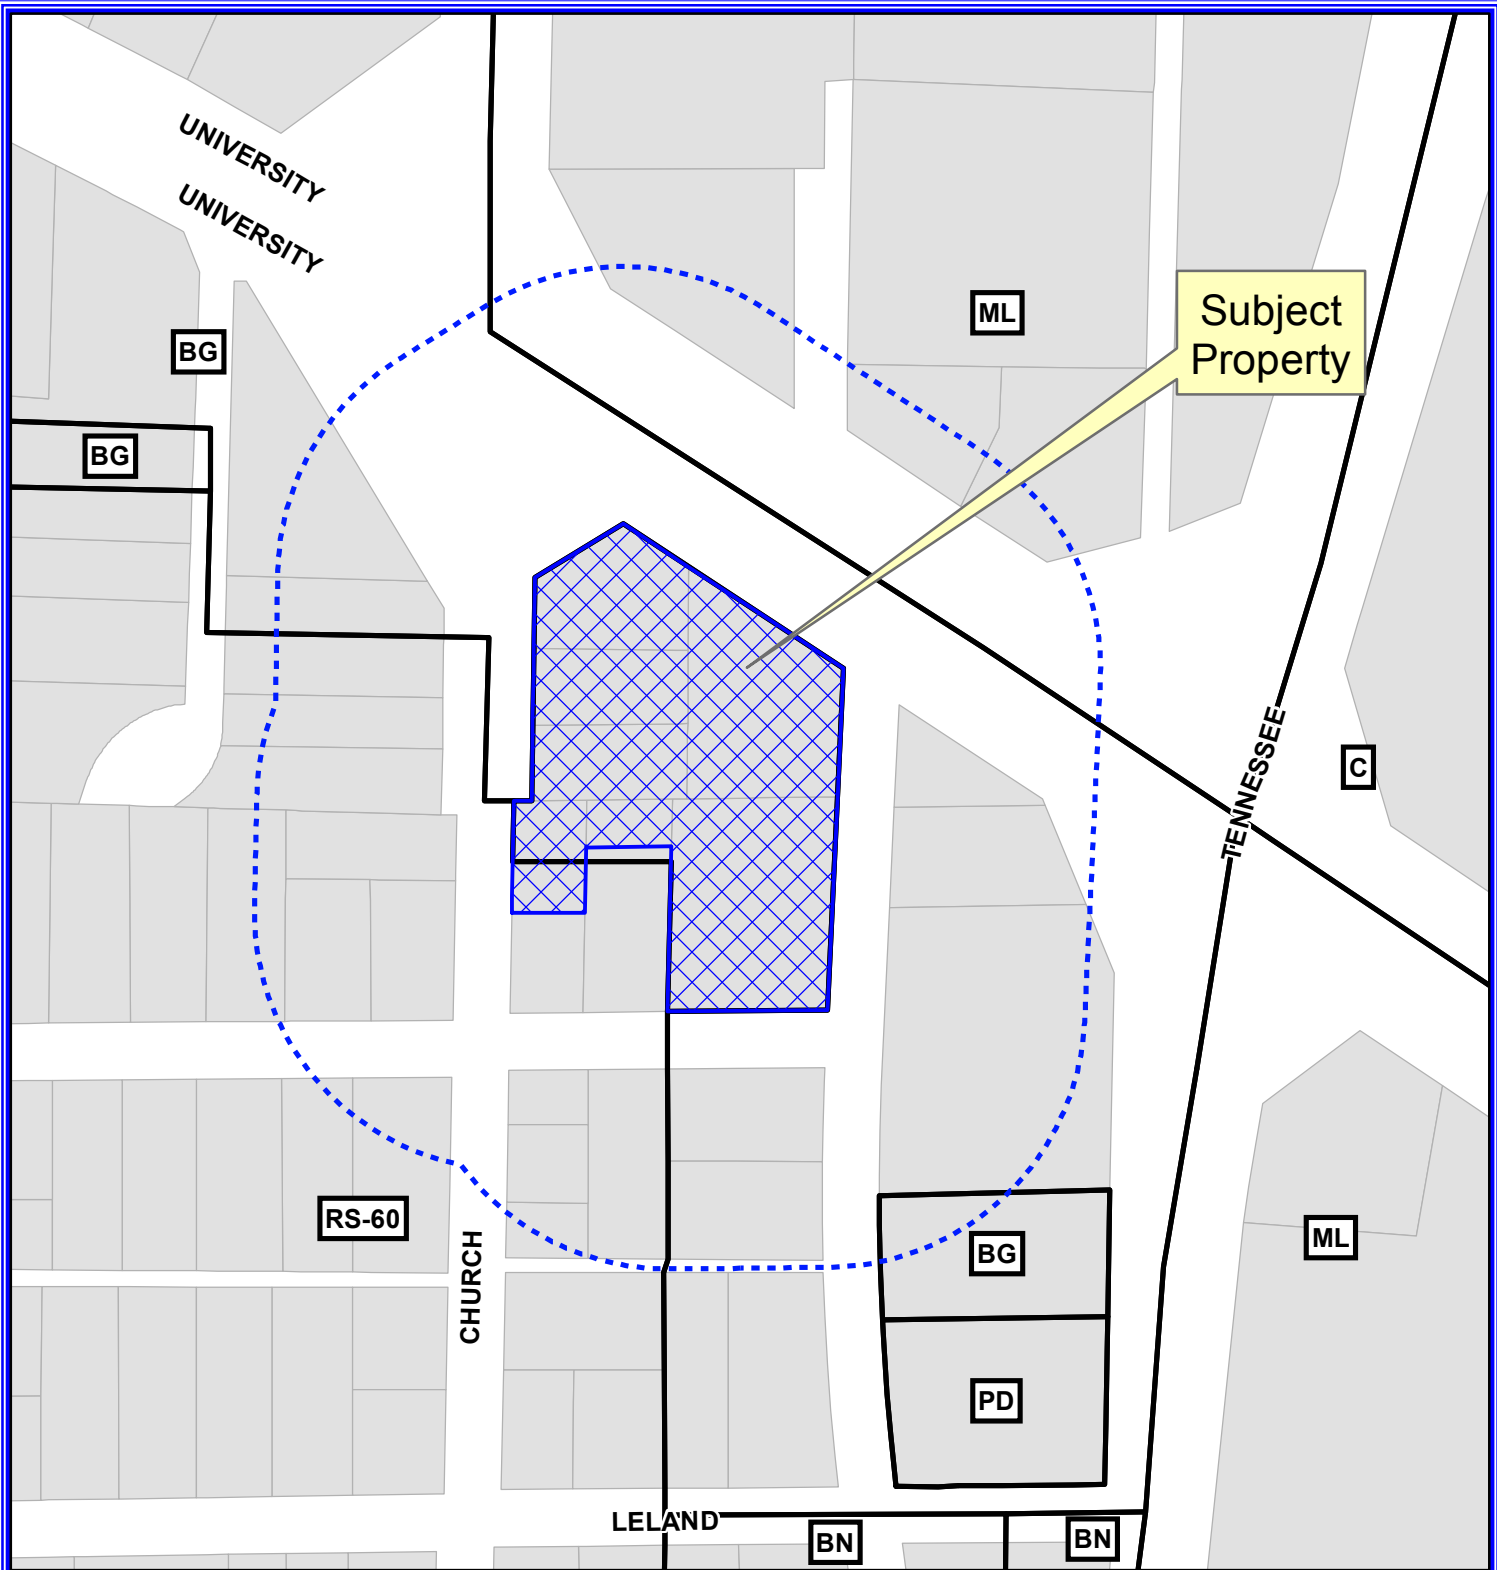 UNIVERSITY
UNIVERSITY
BG
ML
Subject
Property
BG
TENNESSEE
C
RS-60
CHURCH
BG
ML
PD
LELAND
BN
BN